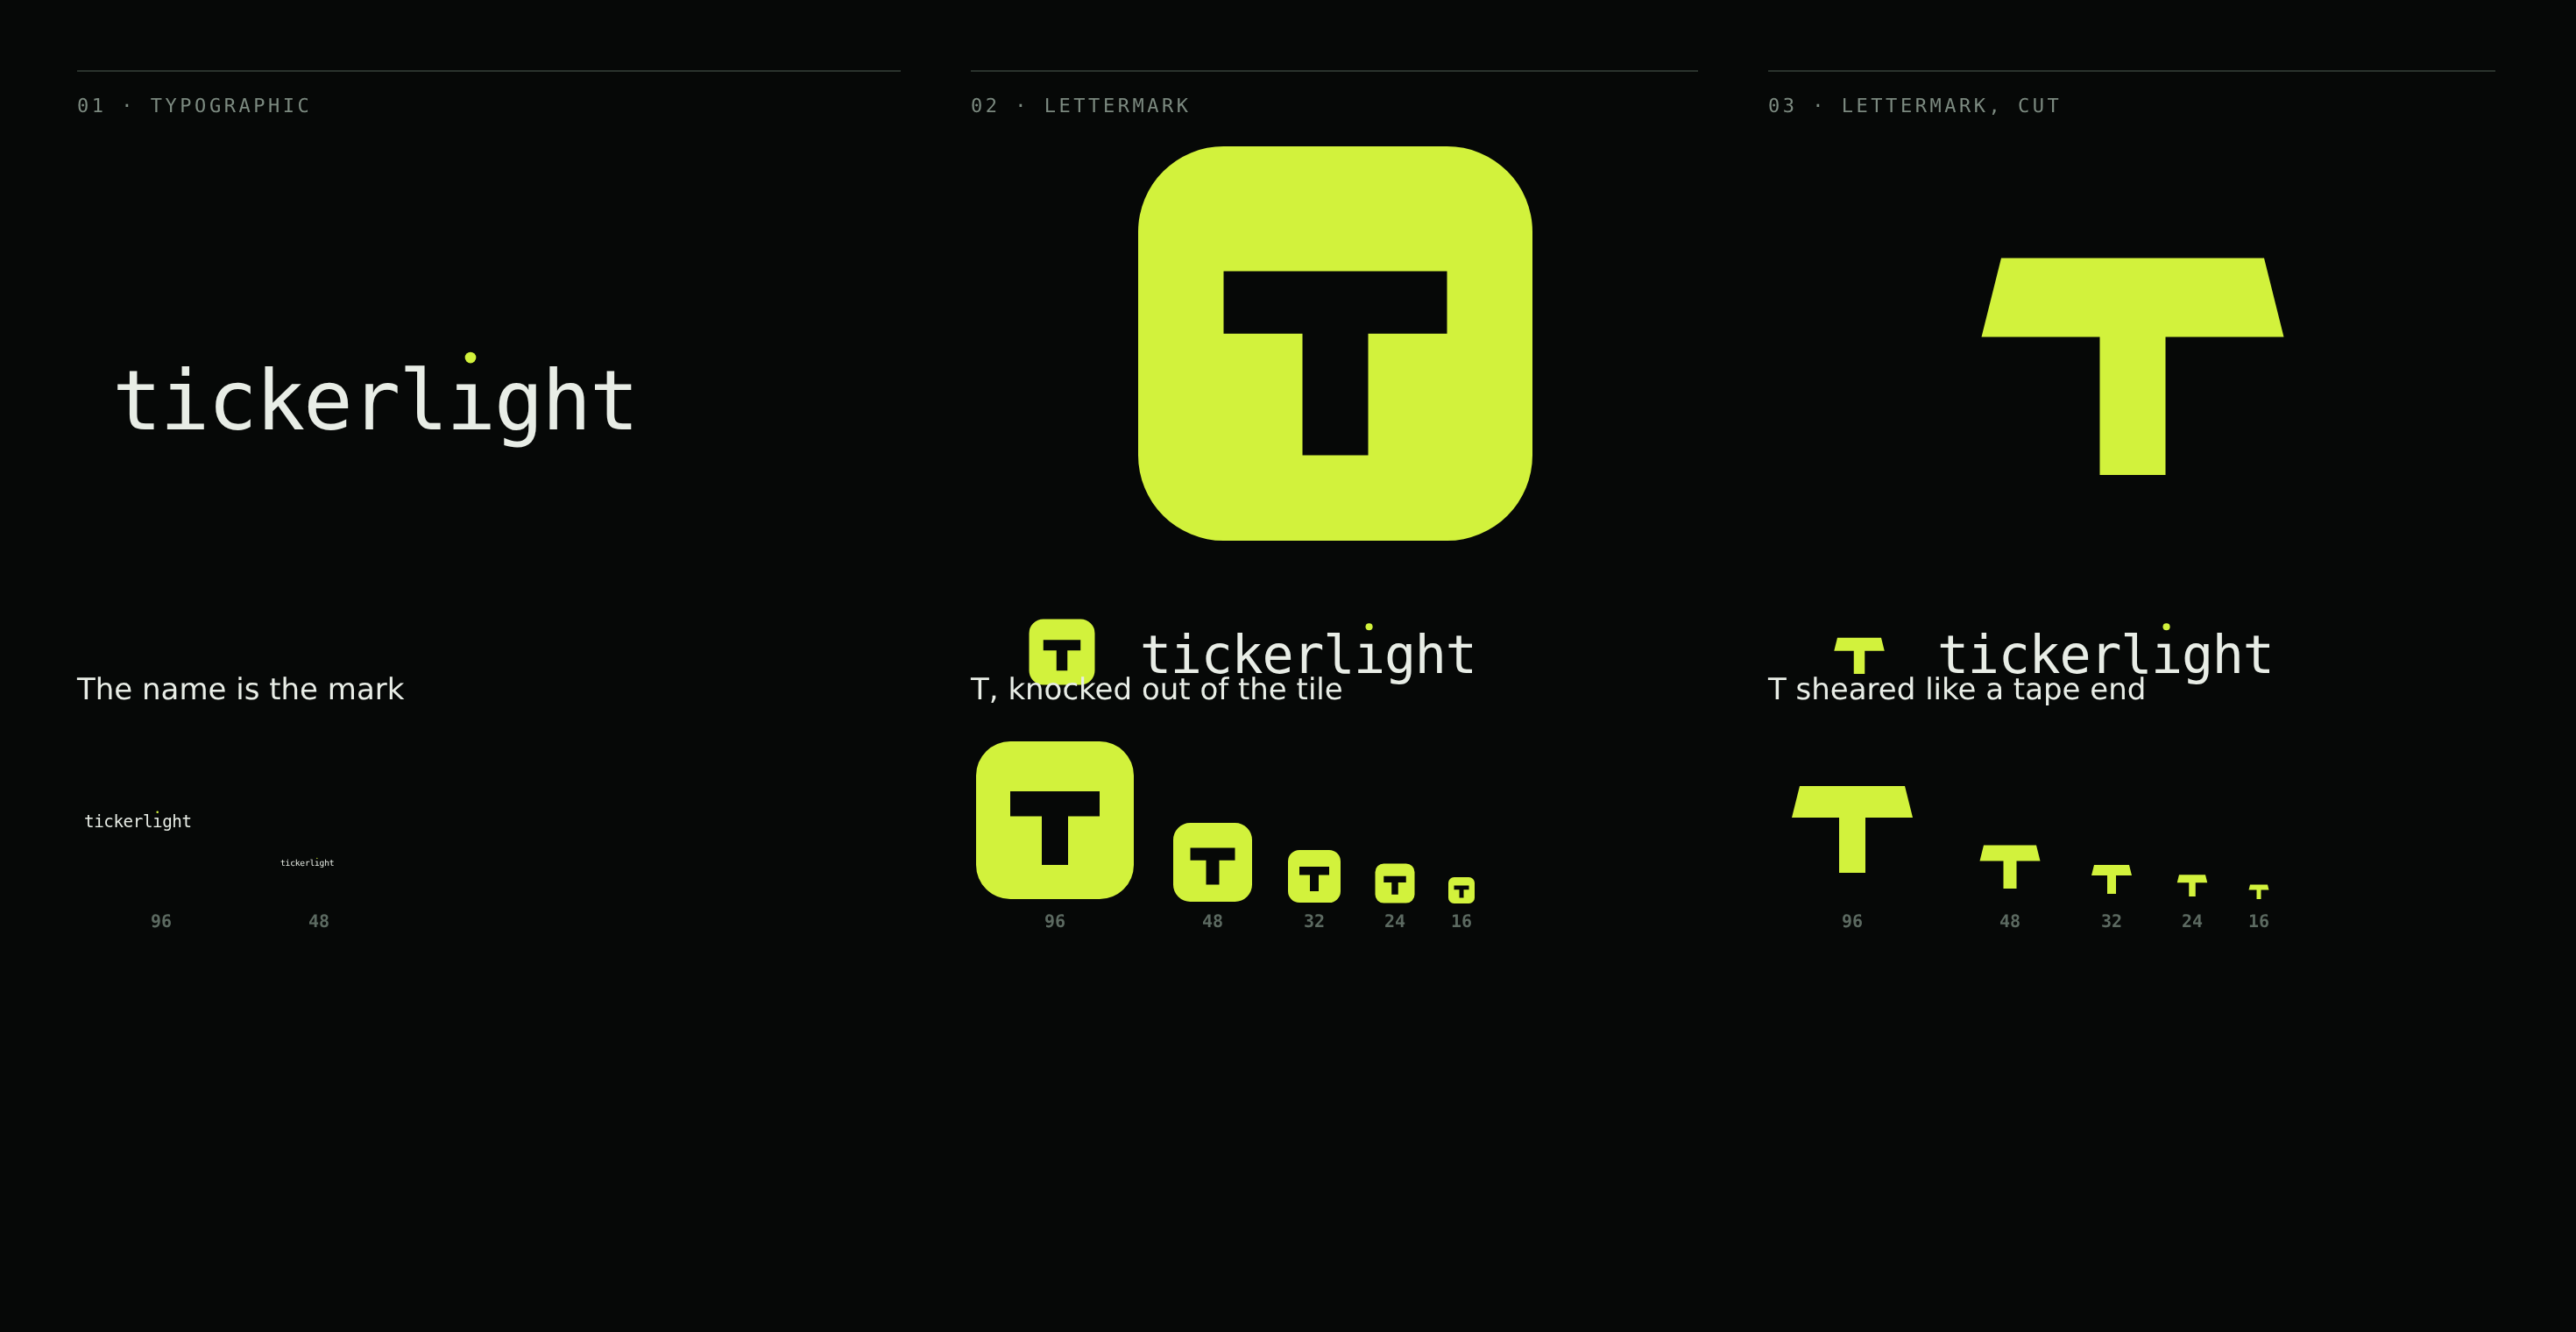 01 · TYPOGRAPHIC
tickerlight
The name is the mark
tickerlight
tickerlight
96 48
02 · LETTERMARK
T
T tickerlight
T, knocked out of the tile
T T T T T
96 48 32 24 16
03 · LETTERMARK, CUT
T
T tickerlight
T sheared like a tape end
T T T T T
96 48 32 24 16